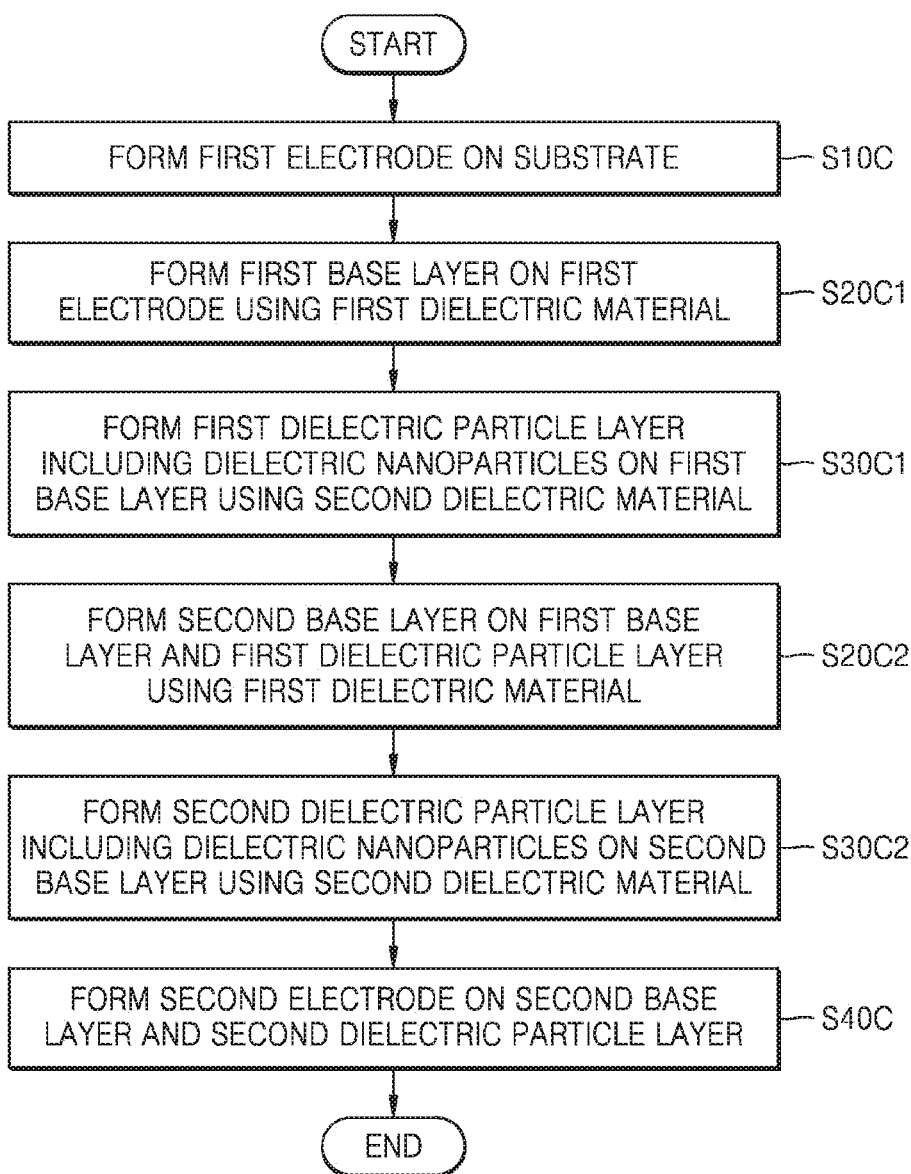 START
FORM FIRST ELECTRODE ON SUBSTRATE
S10C
FORM FIRST BASE LAYER ON FIRST
ELECTRODE USING FIRST DIELECTRIC MATERIAL
S20C1
FORM FIRST DIELECTRIC PARTICLE LAYER
INCLUDING DIELECTRIC NANOPARTICLES ON FIRST
BASE LAYER USING SECOND DIELECTRIC MATERIAL
S30C1
FORM SECOND BASE LAYER ON FIRST BASE
LAYER AND FIRST DIELECTRIC PARTICLE LAYER
USING FIRST DIELECTRIC MATERIAL
S20C2
FORM SECOND DIELECTRIC PARTICLE LAYER
INCLUDING DIELECTRIC NANOPARTICLES ON SECOND
BASE LAYER USING SECOND DIELECTRIC MATERIAL
S30C2
FORM SECOND ELECTRODE ON SECOND BASE
LAYER AND SECOND DIELECTRIC PARTICLE LAYER
S40C
END